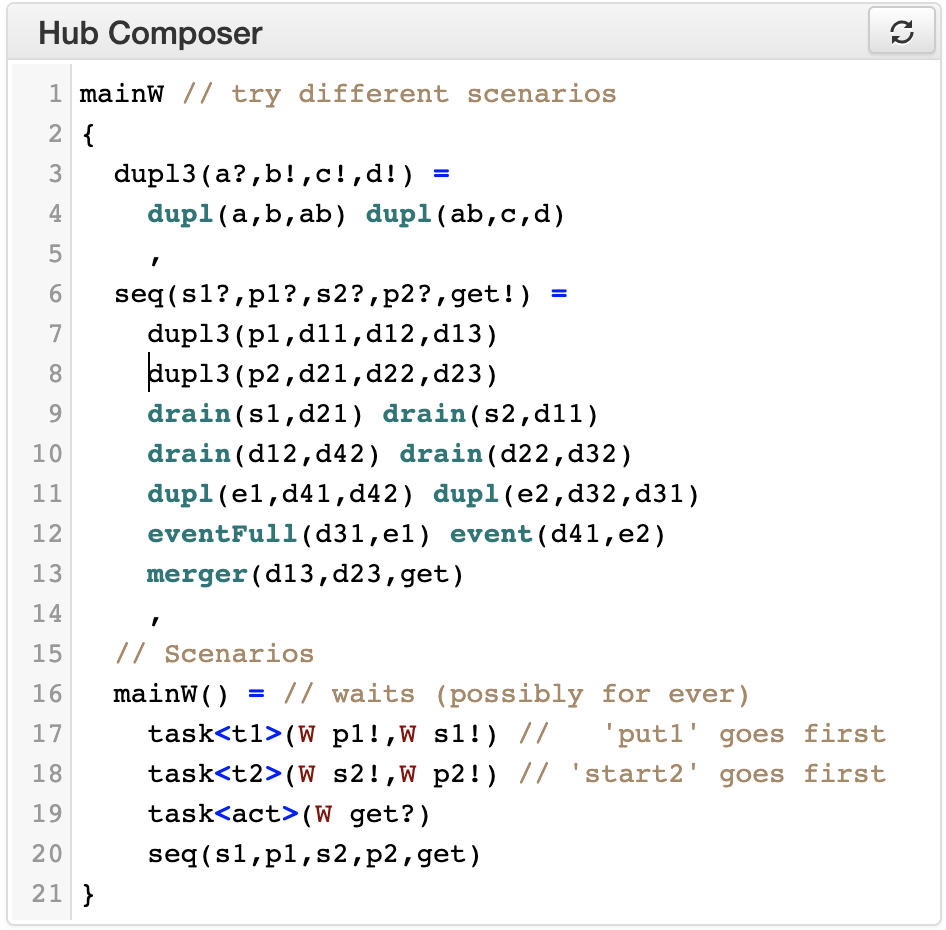 Hub Composer
1 mainW // try different scenarios
2 {
3   dupl3(a?,b!,c!,d!) =
4     dupl(a,b,ab) dupl(ab,c,d)
5     ,
6   seq(s1?,p1?,s2?,p2?,get!) =
7     dupl3(p1,d11,d12,d13)
8     dupl3(p2,d21,d22,d23)
9     drain(s1,d21) drain(s2,d11)
10     drain(d12,d42) drain(d22,d32)
11     dupl(e1,d41,d42) dupl(e2,d32,d31)
12     eventFull(d31,e1) event(d41,e2)
13     merger(d13,d23,get)
14     ,
15   // Scenarios
16   mainW() = // waits (possibly for ever)
17     task<t1>(W p1!,W s1!) //   'put1' goes first
18     task<t2>(W s2!,W p2!) // 'start2' goes first
19     task<act>(W get?)
20     seq(s1,p1,s2,p2,get)
21 }